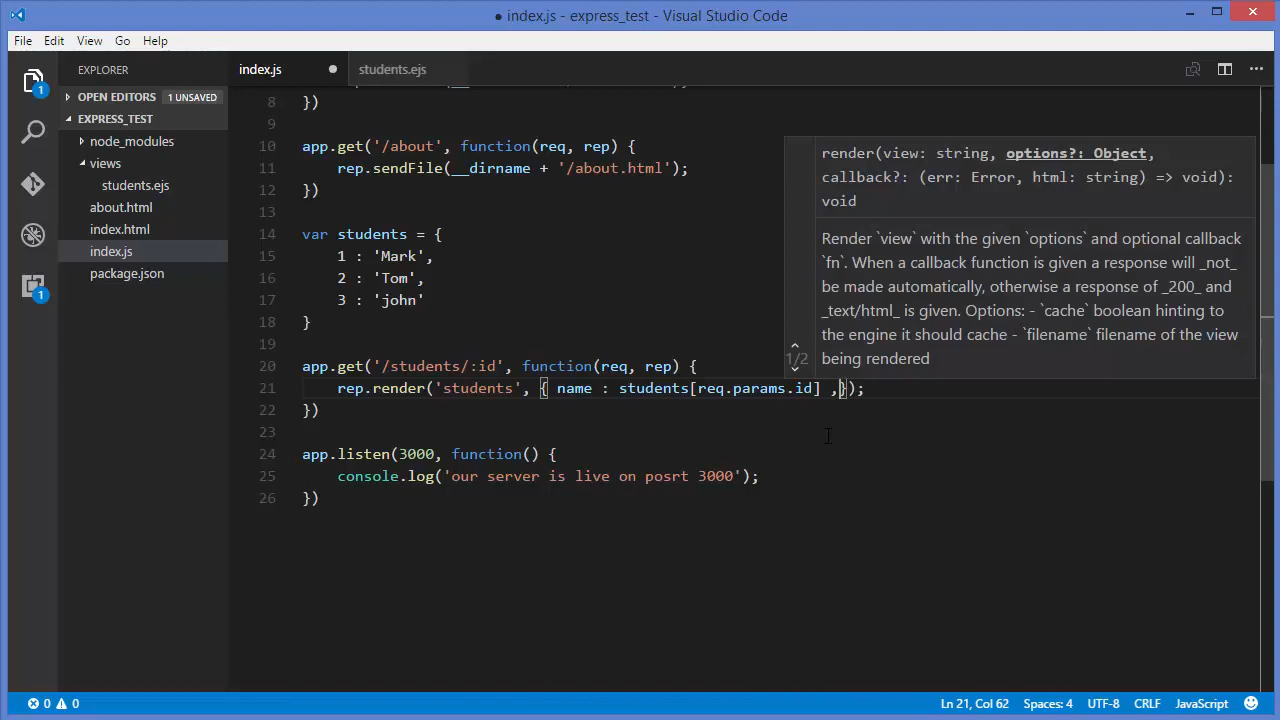 ● index.js - express_test - Visual Studio Code
File Edit View Go Help
EXPLORER
OPEN EDITORS 1 UNSAVED
EXPRESS_TEST
node_modules
views
students.ejs
about.html
index.html
index.js
package.json
1
1
index.js
students.ejs
8 })
9
10 app.get('/about', function(req, rep) {
11 rep.sendFile(__dirname + '/about.html');
12 })
13
14 var students = {
15 1 : 'Mark',
16 2 : 'Tom',
17 3 : 'john'
18 }
19
20 app.get('/students/:id', function(req, rep) {
21 rep.render('students', { name : students[req.params.id] ,});
22 })
23
24 app.listen(3000, function() {
25 console.log('our server is live on posrt 3000');
26 })
render(view: string, options?: Object,
callback?: (err: Error, html: string) => void):
void
1/2
Render `view` with the given `options` and optional callback
`fn`. When a callback function is given a response will _not_
be made automatically, otherwise a response of _200_ and
_text/html_ is given. Options: - `cache` boolean hinting to
the engine it should cache - `filename` filename of the view
being rendered
0 0
Ln 21, Col 62 Spaces: 4 UTF-8 CRLF JavaScript